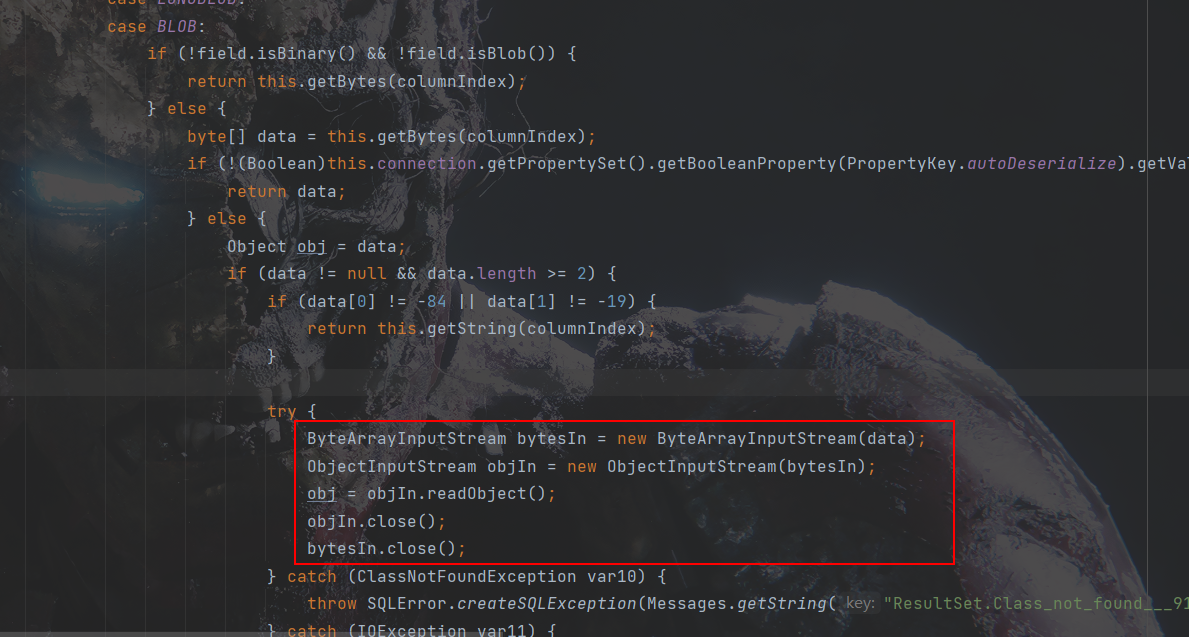 case LONGBLOB:
case BLOB:
if (!field.isBinary() && !field.isBlob()) {
return this.getBytes(columnIndex);
} else {
byte[] data = this.getBytes(columnIndex);
if (!(Boolean)this.connection.getPropertySet().getBooleanProperty(PropertyKey.autoDeserialize).getVal
return data;
} else {
Object obj = data;
if (data != null && data.length >= 2) {
if (data[0] != -84 || data[1] != -19) {
return this.getString(columnIndex);
}
try {
ByteArrayInputStream bytesIn = new ByteArrayInputStream(data);
ObjectInputStream objIn = new ObjectInputStream(bytesIn);
obj = objIn.readObject();
objIn.close();
bytesIn.close();
} catch (ClassNotFoundException var10) {
throw SQLError.createSQLException(Messages.getString( key: "ResultSet.Class_not_found___91
} catch (IOException var11) {